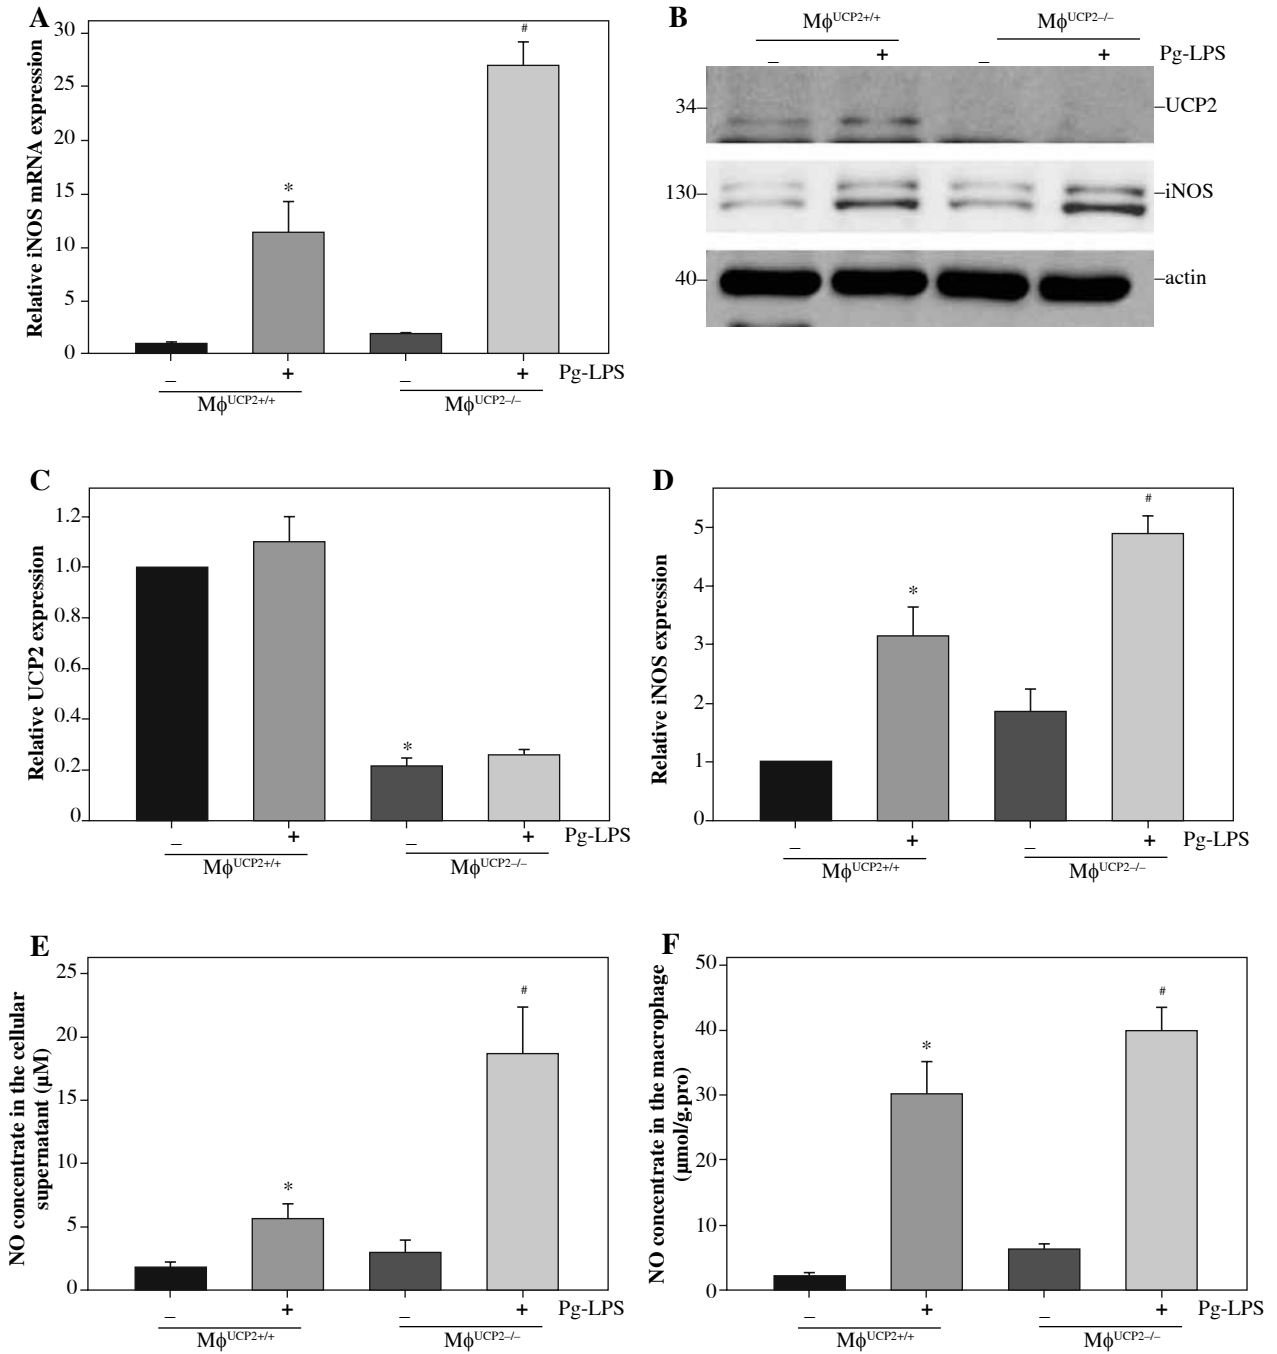 A
Relative iNOS mRNA expression
30
25
20
15
10
5
0
*
#
– + – + Pg-LPS
MϕUCP2+/+ MϕUCP2–/–
B
MϕUCP2+/+ MϕUCP2–/–
– + – + Pg-LPS
34– –UCP2
130– –iNOS
40– –actin
C
Relative UCP2 expression
1.2
1.0
0.8
0.6
0.4
0.2
0
*
– + – + Pg-LPS
MϕUCP2+/+ MϕUCP2–/–
D
Relative iNOS expression
5
4
3
2
1
0
*
#
– + – + Pg-LPS
MϕUCP2+/+ MϕUCP2–/–
E
NO concentrate in the cellular
supernatant (µM)
25
20
15
10
5
0
*
#
– + – + Pg-LPS
MϕUCP2+/+ MϕUCP2–/–
F
NO concentrate in the macrophage
(µmol/g.pro)
50
40
30
20
10
0
*
#
– + – + Pg-LPS
MϕUCP2+/+ MϕUCP2–/–